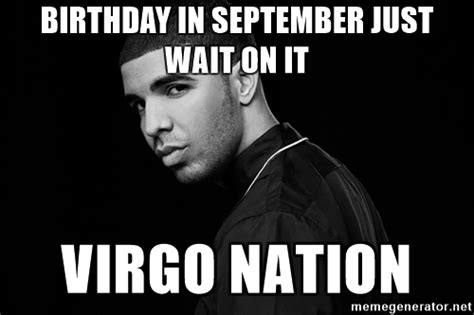 BIRTHDAY IN SEPTEMBER JUST
WAIT ON IT
VIRGO NATION
memegenerator.net